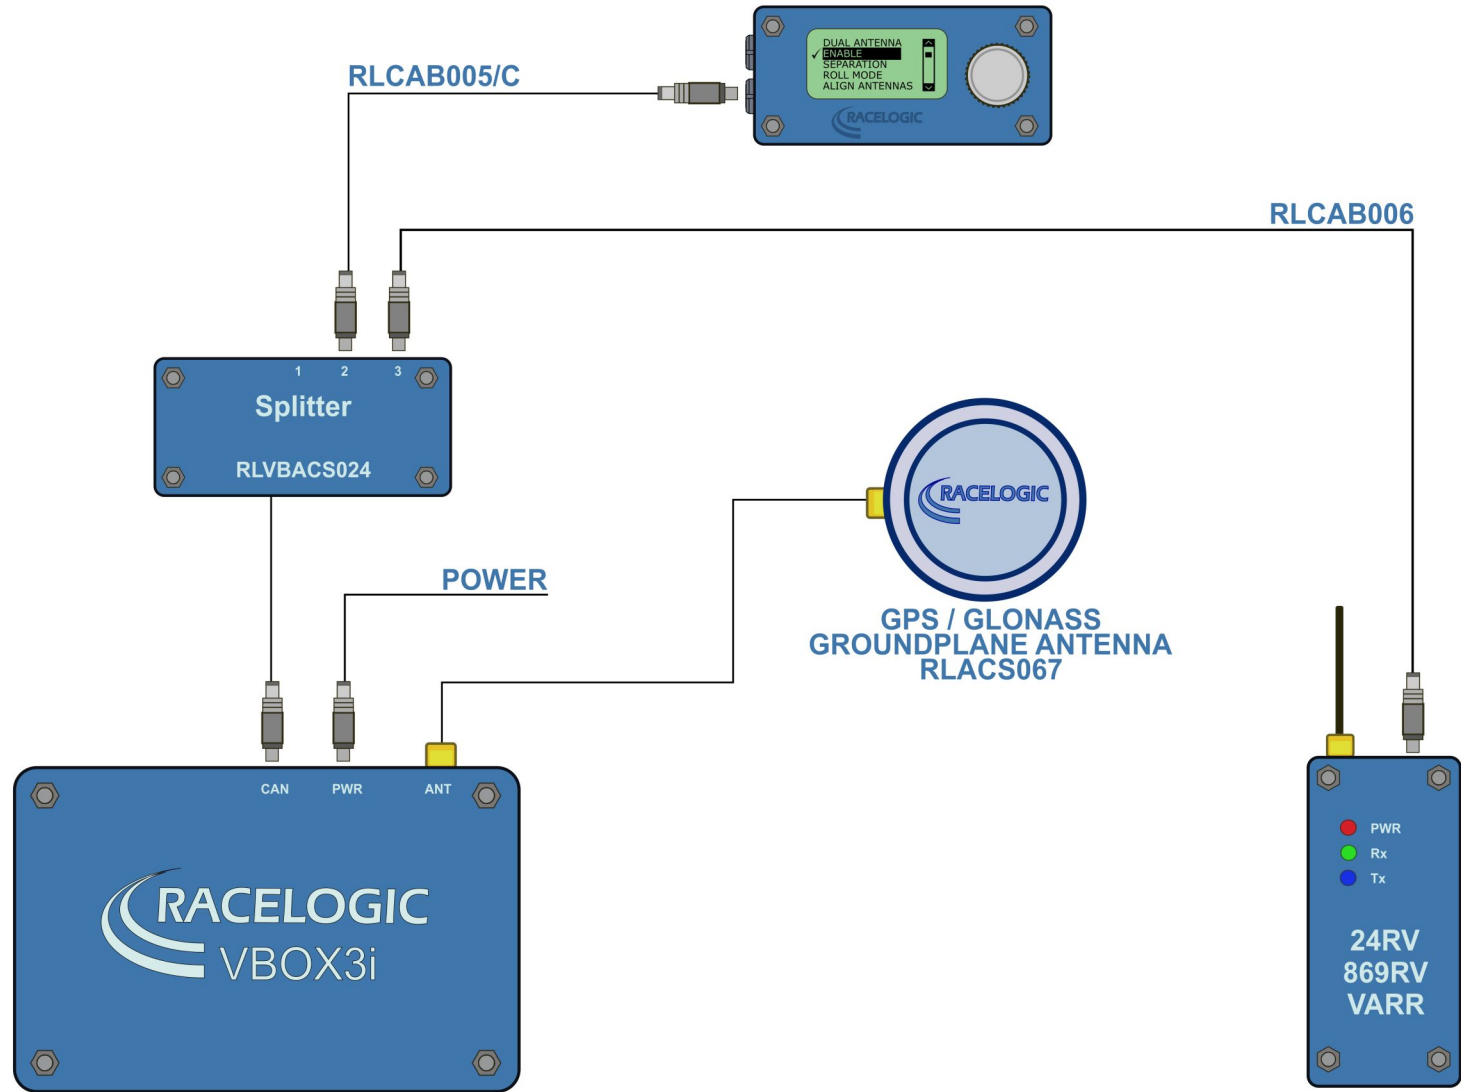 DUAL ANTENNA
✓ ENABLE
SEPARATION
ROLL MODE
ALIGN ANTENNAS
RACELOGIC
RLCAB005/C
RLCAB006
1 2 3
Splitter
RLVBACS024
RACELOGIC
GPS / GLONASS
GROUNDPLANE ANTENNA
RLACS067
POWER
CAN PWR ANT
RACELOGIC
VBOX3i
PWR
Rx
Tx
24RV
869RV
VARR